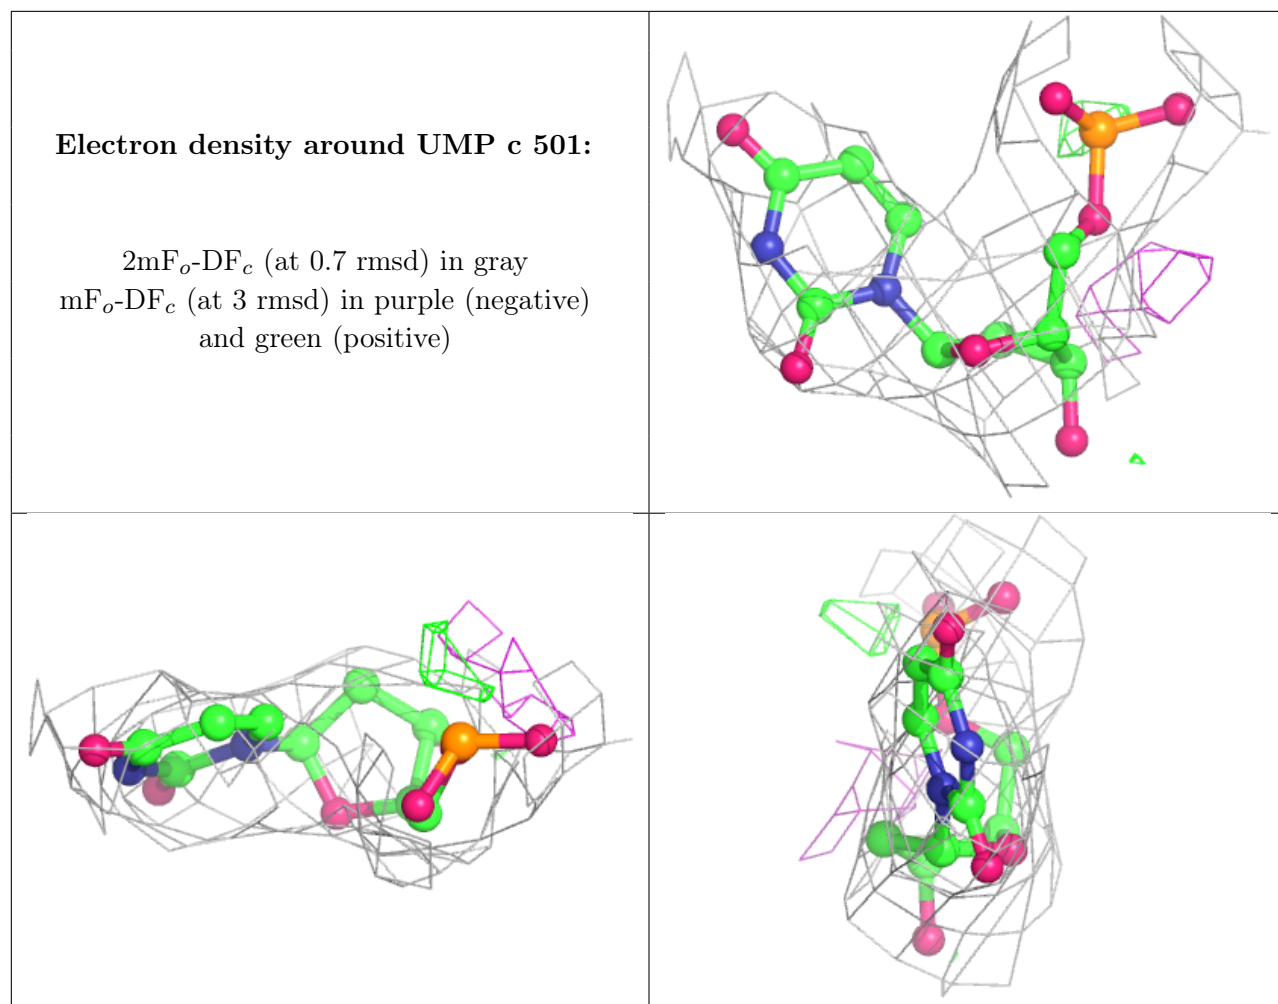 Electron density around UMP c 501:
2mFo-DFc (at 0.7 rmsd) in gray
mFo-DFc (at 3 rmsd) in purple (negative)
and green (positive)